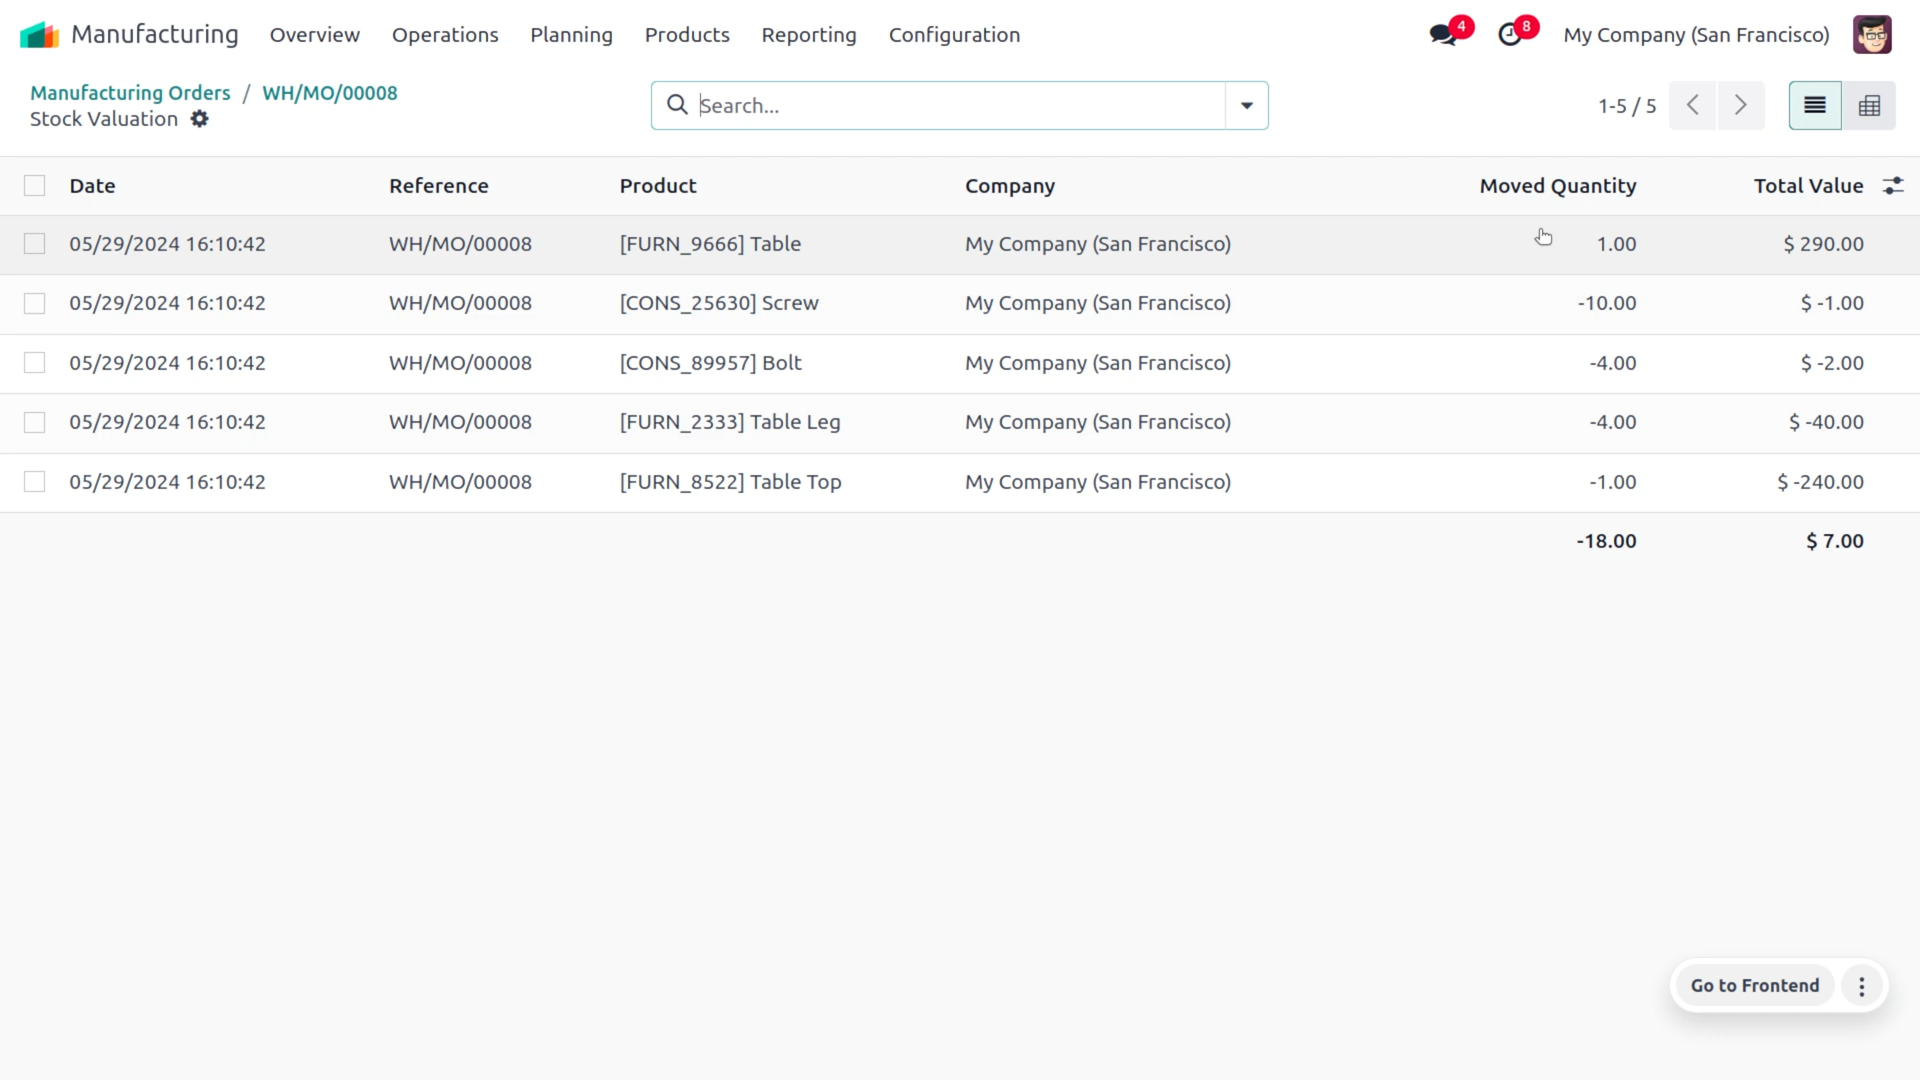 Manufacturing Overview Operations Planning Products Reporting Configuration 4 8 My Company (San Francisco)
Manufacturing Orders / WH/MO/00008
Stock Valuation
Search...
1-5 / 5
Date Reference Product Company Moved Quantity Total Value
05/29/2024 16:10:42 WH/MO/00008 [FURN_9666] Table My Company (San Francisco) 1.00 $ 290.00
05/29/2024 16:10:42 WH/MO/00008 [CONS_25630] Screw My Company (San Francisco) -10.00 $ -1.00
05/29/2024 16:10:42 WH/MO/00008 [CONS_89957] Bolt My Company (San Francisco) -4.00 $ -2.00
05/29/2024 16:10:42 WH/MO/00008 [FURN_2333] Table Leg My Company (San Francisco) -4.00 $ -40.00
05/29/2024 16:10:42 WH/MO/00008 [FURN_8522] Table Top My Company (San Francisco) -1.00 $ -240.00
-18.00 $ 7.00
Go to Frontend